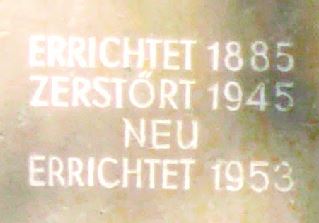 ERRICHTET 1885
ZERSTÖRT 1945
NEU
ERRICHTET 1953